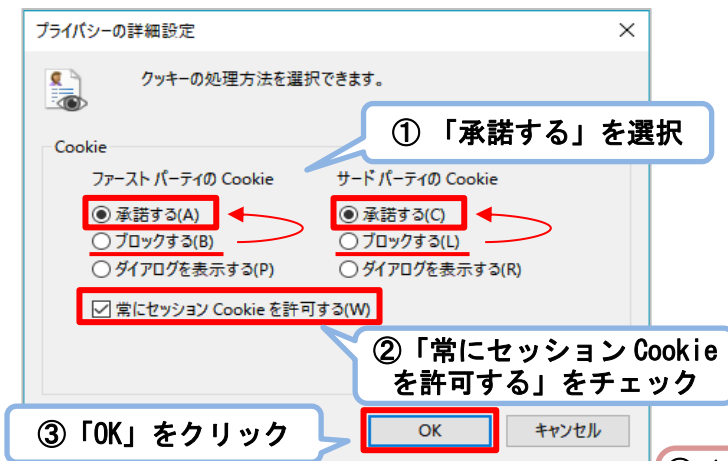 プライバシーの詳細設定
クッキーの処理方法を選択できます。
① 「承諾する」を選択
Cookie
ファースト パーティの Cookie
サード パーティの Cookie
承諾する(A)
承諾する(C)
ブロックする(B)
ブロックする(L)
ダイアログを表示する(P)
ダイアログを表示する(R)
常にセッション Cookie を許可する(W)
②「常にセッション Cookie
を許可する」をチェック
③「OK」をクリック
OK
キャンセル